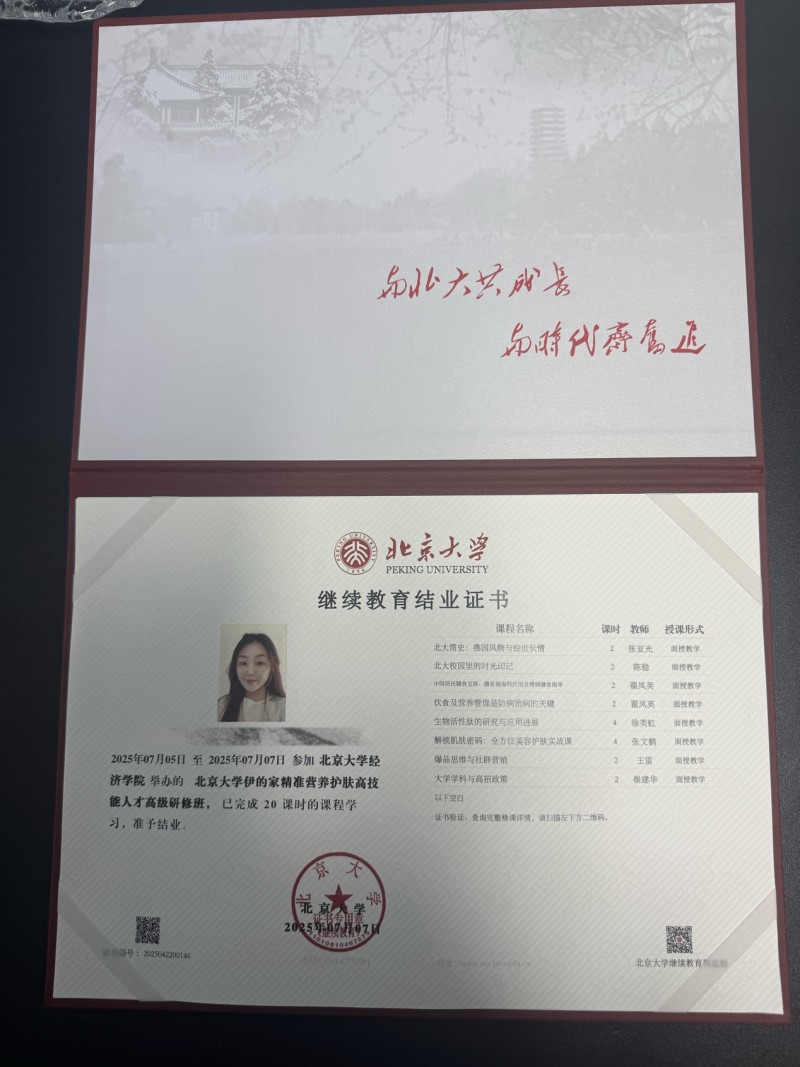 与北大共成长
与时代齐奋进
北京大学
PEKING UNIVERSITY
继续教育结业证书
2025年07月05日 至 2025年07月07日 参加 北京大学经
济学院 举办的 北京大学伊的家精准营养护肤高技
能人才高级研修班， 已完成 20 课时的课程学
习，准予结业。
北京大学
2025年07月07日
北京大学
证书专用章
编号： 2025042200146
课程名称 课时 教师 授课形式
北大简史：燕园风物与绵世长情 2 张亚光 面授教学
北大校园里的时光印记 2 陈稳 面授教学
2 翟凤英 面授教学
饮食及营养管理是防病治病的关键 2 翟凤英 面授教学
生物活性肽的研究与应用进展 4 徐美虹 面授教学
解锁肌肤密码：全方位美容护肤实战课 4 张文鹤 面授教学
爆品思维与社群营销 2 王雷 面授教学
大学学科与高招政策 2 张建华 面授教学
以下空白
证书验证、查询完整修课详情，请扫描左下方二维码。
北京大学继续教育